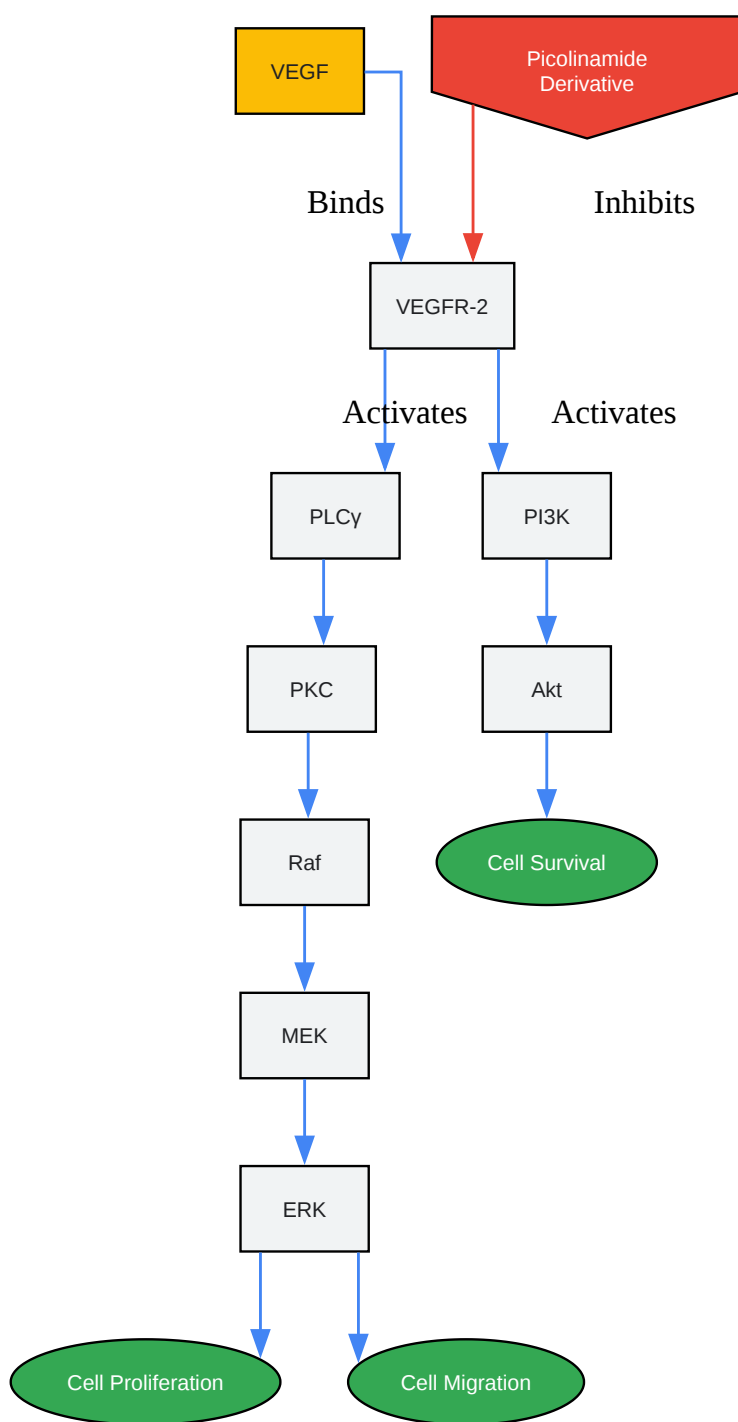 VEGF
Picolinamide
Derivative
Binds
Inhibits
VEGFR-2
Activates
Activates
PLCγ
PI3K
PKC
Akt
Raf
Cell Survival
MEK
ERK
Cell Proliferation
Cell Migration